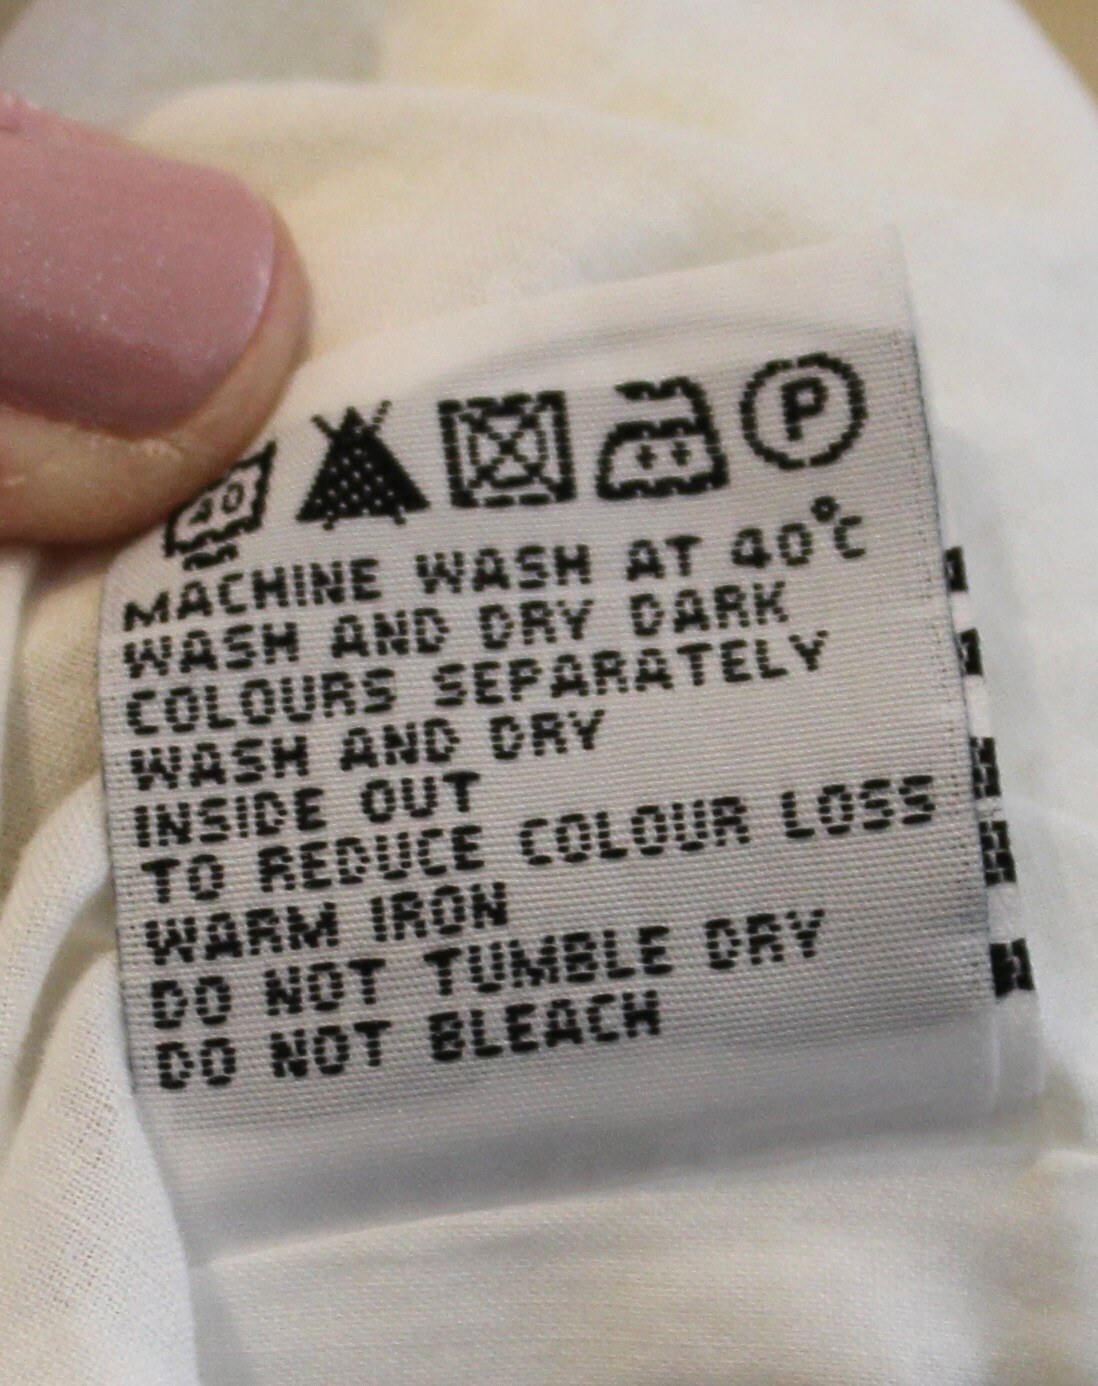 40
P
MACHINE WASH AT 40°C
WASH AND DRY DARK
COLOURS SEPARATELY
WASH AND DRY
INSIDE OUT
TO REDUCE COLOUR LOSS
WARM IRON
DO NOT TUMBLE DRY
DO NOT BLEACH